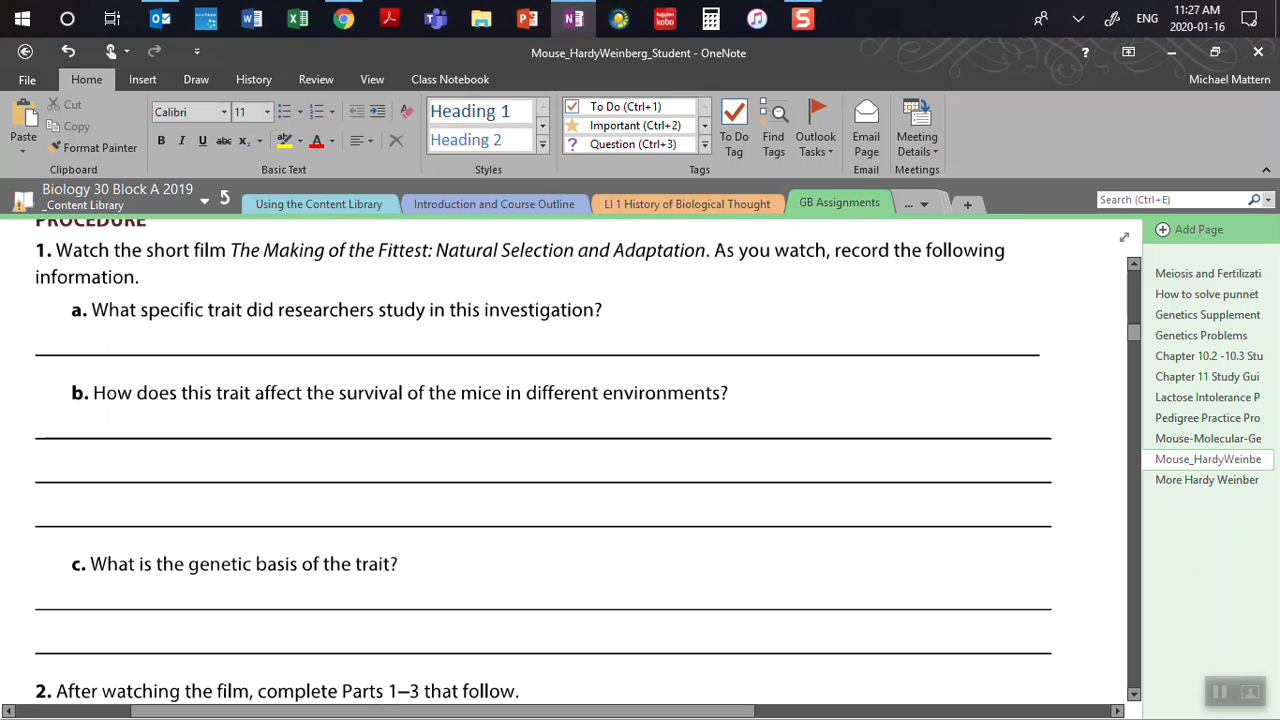 11:27 AM
ENG
2020-01-16
Mouse_HardyWeinberg_Student - OneNote
File Home Insert Draw History Review View Class Notebook Michael Mattern
Paste
Cut
Copy
Format Painter
Clipboard
Calibri 11
B I U abc X₂ A
Basic Text
Heading 1
Heading 2
Styles
To Do (Ctrl+1)
Important (Ctrl+2)
Question (Ctrl+3)
Tags
To Do Tag
Find Tags
Outlook Tasks
Email Page
Email
Meeting Details
Meetings
Biology 30 Block A 2019
_Content Library
Using the Content Library
Introduction and Course Outline
LI 1 History of Biological Thought
GB Assignments
...
Search (Ctrl+E)
PROCEDURE
1. Watch the short film The Making of the Fittest: Natural Selection and Adaptation. As you watch, record the following
information.
a. What specific trait did researchers study in this investigation?
b. How does this trait affect the survival of the mice in different environments?
c. What is the genetic basis of the trait?
2. After watching the film, complete Parts 1–3 that follow.
Add Page
Meiosis and Fertilizati
How to solve punnet
Genetics Supplement
Genetics Problems
Chapter 10.2 -10.3 Stu
Chapter 11 Study Gui
Lactose Intolerance P
Pedigree Practice Pro
Mouse-Molecular-Ge
Mouse_HardyWeinbe
More Hardy Weinber